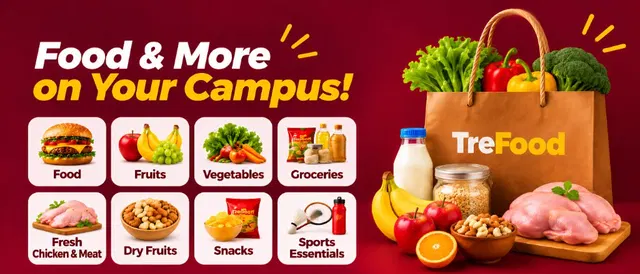 Food & More
on Your Campus!
Food
Fruits
Vegetables
Groceries
Fresh
Chicken & Meat
Dry Fruits
Snacks
Sports
Essentials
TreFood